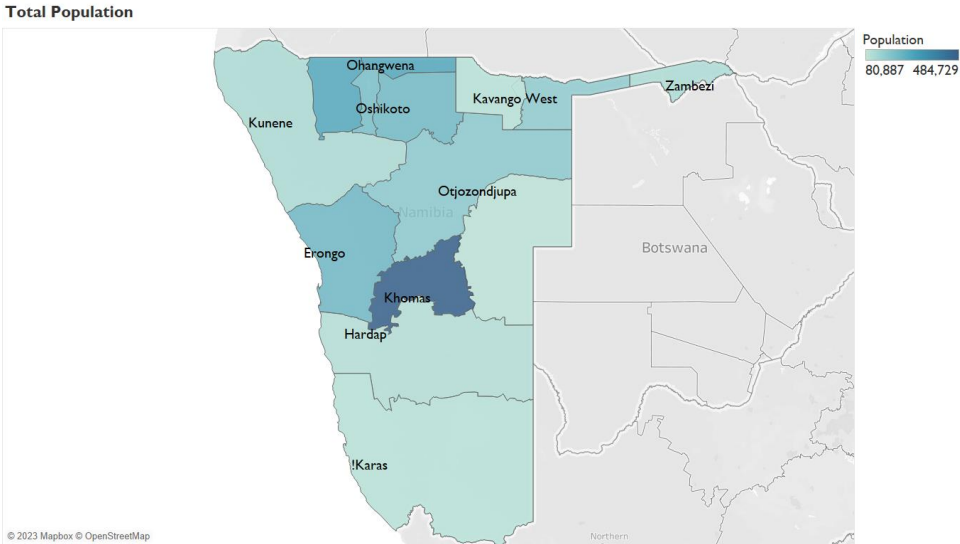 Total Population
Population
80,887 484,729
Ohangwena
Oshikoto
Kavango West
Zambezi
Kunene
Otjozondjupa
Namibia
Erongo
Botswana
Khomas
Hardap
!Karas
Northern
© 2023 Mapbox © OpenStreetMap